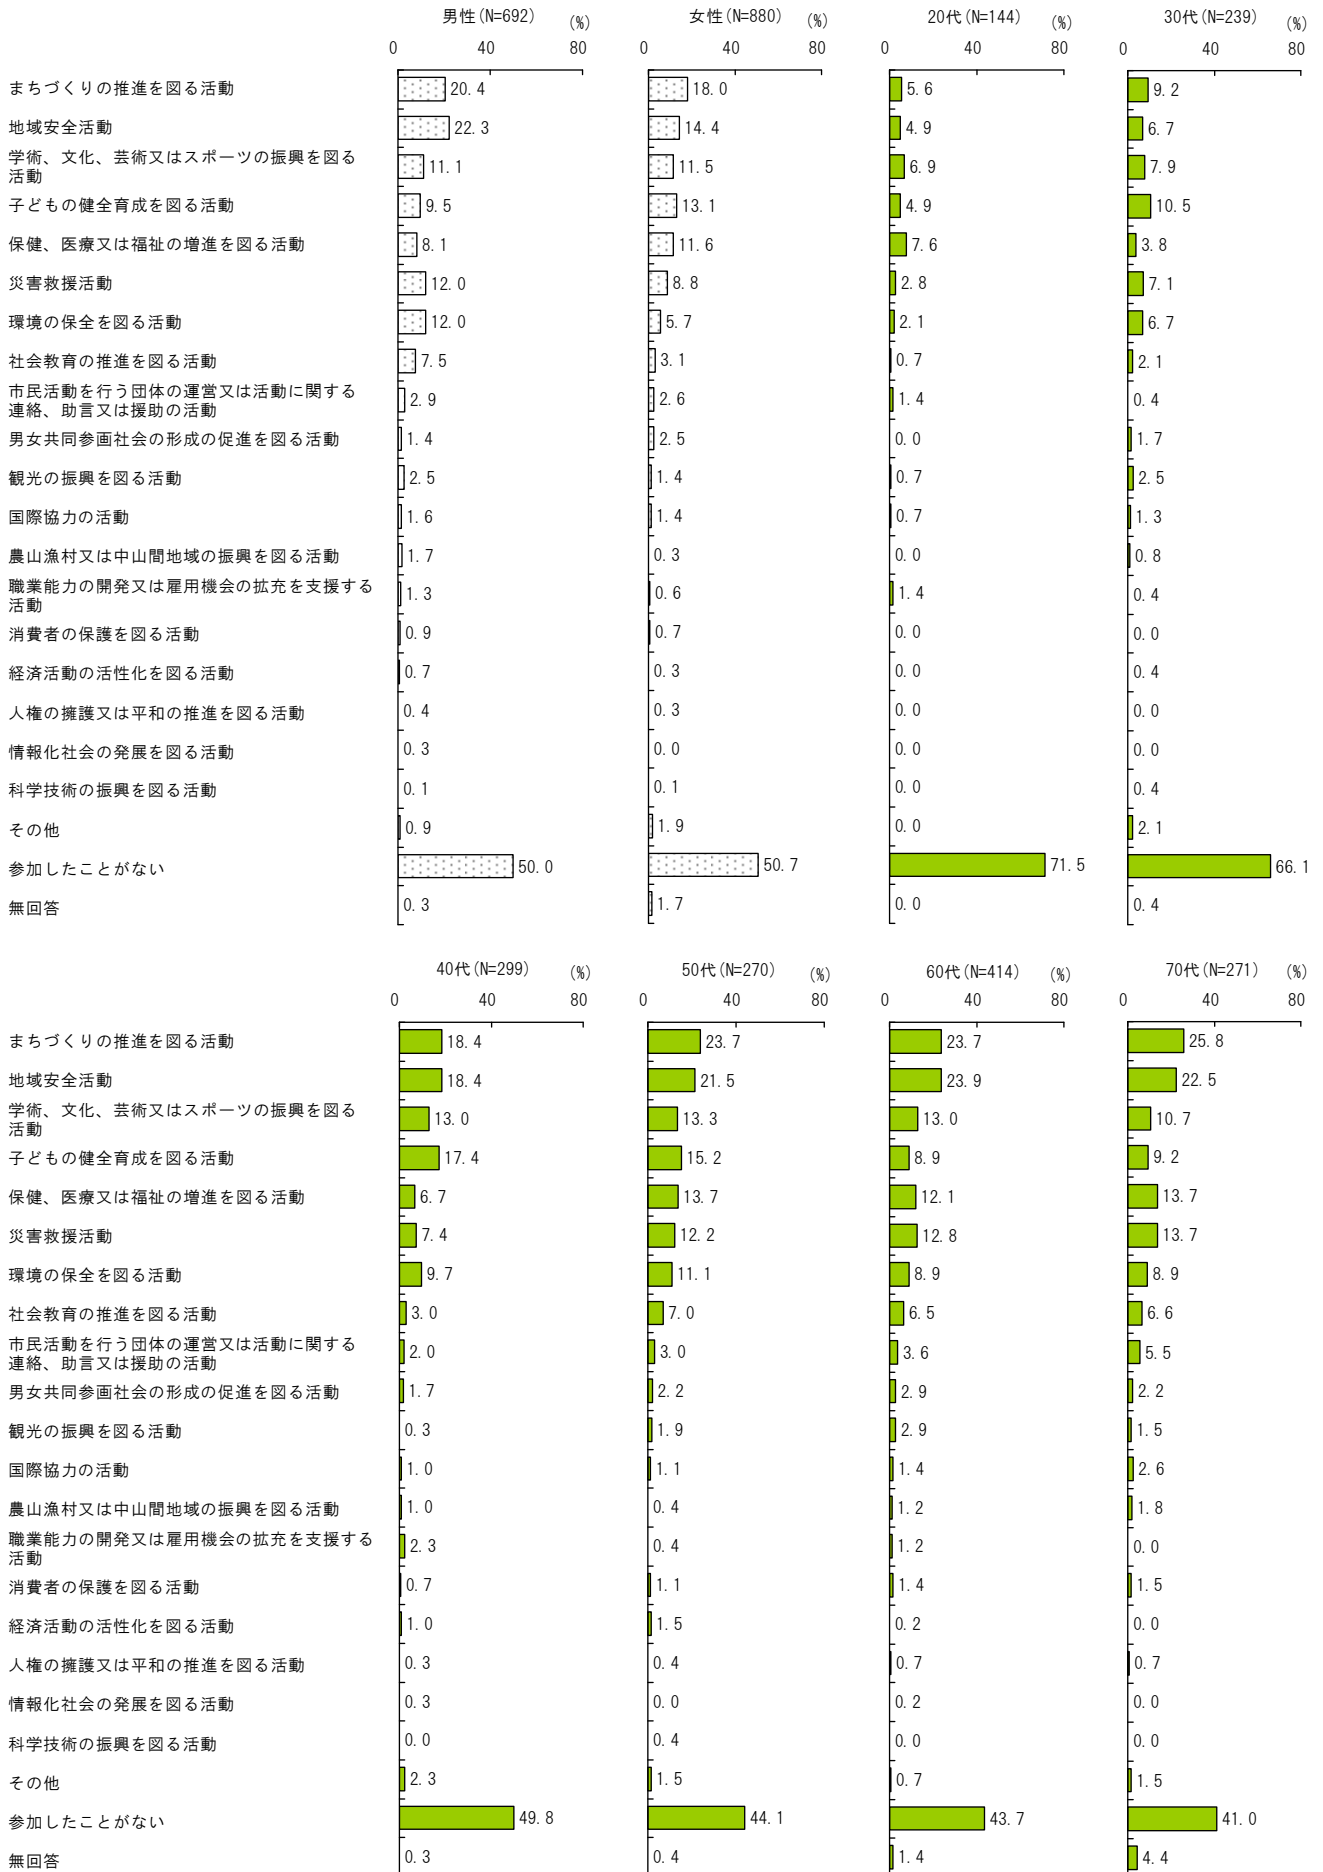 男性(N=692) (%) 女性(N=880) (%) 20代(N=144) (%) 30代(N=239) (%)
0 40 80 0 40 80 0 40 80 0 40 80
まちづくりの推進を図る活動 20.4 18.0 5.6 9.2
地域安全活動 22.3 14.4 4.9 6.7
学術、文化、芸術又はスポーツの振興を図る
活動 11.1 11.5 6.9 7.9
子どもの健全育成を図る活動 9.5 13.1 4.9 10.5
保健、医療又は福祉の増進を図る活動 8.1 11.6 7.6 3.8
災害救援活動 12.0 8.8 2.8 7.1
環境の保全を図る活動 12.0 5.7 2.1 6.7
社会教育の推進を図る活動 7.5 3.1 0.7 2.1
市民活動を行う団体の運営又は活動に関する
連絡、助言又は援助の活動 2.9 2.6 1.4 0.4
男女共同参画社会の形成の促進を図る活動 1.4 2.5 0.0 1.7
観光の振興を図る活動 2.5 1.4 0.7 2.5
国際協力の活動 1.6 1.4 0.7 1.3
農山漁村又は中山間地域の振興を図る活動 1.7 0.3 0.0 0.8
職業能力の開発又は雇用機会の拡充を支援する
活動 1.3 0.6 1.4 0.4
消費者の保護を図る活動 0.9 0.7 0.0 0.0
経済活動の活性化を図る活動 0.7 0.3 0.0 0.4
人権の擁護又は平和の推進を図る活動 0.4 0.3 0.0 0.0
情報化社会の発展を図る活動 0.3 0.0 0.0 0.0
科学技術の振興を図る活動 0.1 0.1 0.0 0.4
その他 0.9 1.9 0.0 2.1
参加したことがない 50.0 50.7 71.5 66.1
無回答 0.3 1.7 0.0 0.4
40代(N=299) (%) 50代(N=270) (%) 60代(N=414) (%) 70代(N=271) (%)
0 40 80 0 40 80 0 40 80 0 40 80
まちづくりの推進を図る活動 18.4 23.7 23.7 25.8
地域安全活動 18.4 21.5 23.9 22.5
学術、文化、芸術又はスポーツの振興を図る
活動 13.0 13.3 13.0 10.7
子どもの健全育成を図る活動 17.4 15.2 8.9 9.2
保健、医療又は福祉の増進を図る活動 6.7 13.7 12.1 13.7
災害救援活動 7.4 12.2 12.8 13.7
環境の保全を図る活動 9.7 11.1 8.9 8.9
社会教育の推進を図る活動 3.0 7.0 6.5 6.6
市民活動を行う団体の運営又は活動に関する
連絡、助言又は援助の活動 2.0 3.0 3.6 5.5
男女共同参画社会の形成の促進を図る活動 1.7 2.2 2.9 2.2
観光の振興を図る活動 0.3 1.9 2.9 1.5
国際協力の活動 1.0 1.1 1.4 2.6
農山漁村又は中山間地域の振興を図る活動 1.0 0.4 1.2 1.8
職業能力の開発又は雇用機会の拡充を支援する
活動 2.3 0.4 1.2 0.0
消費者の保護を図る活動 0.7 1.1 1.4 1.5
経済活動の活性化を図る活動 1.0 1.5 0.2 0.0
人権の擁護又は平和の推進を図る活動 0.3 0.4 0.7 0.7
情報化社会の発展を図る活動 0.3 0.0 0.2 0.0
科学技術の振興を図る活動 0.0 0.4 0.0 0.0
その他 2.3 1.5 0.7 1.5
参加したことがない 49.8 44.1 43.7 41.0
無回答 0.3 0.4 1.4 4.4